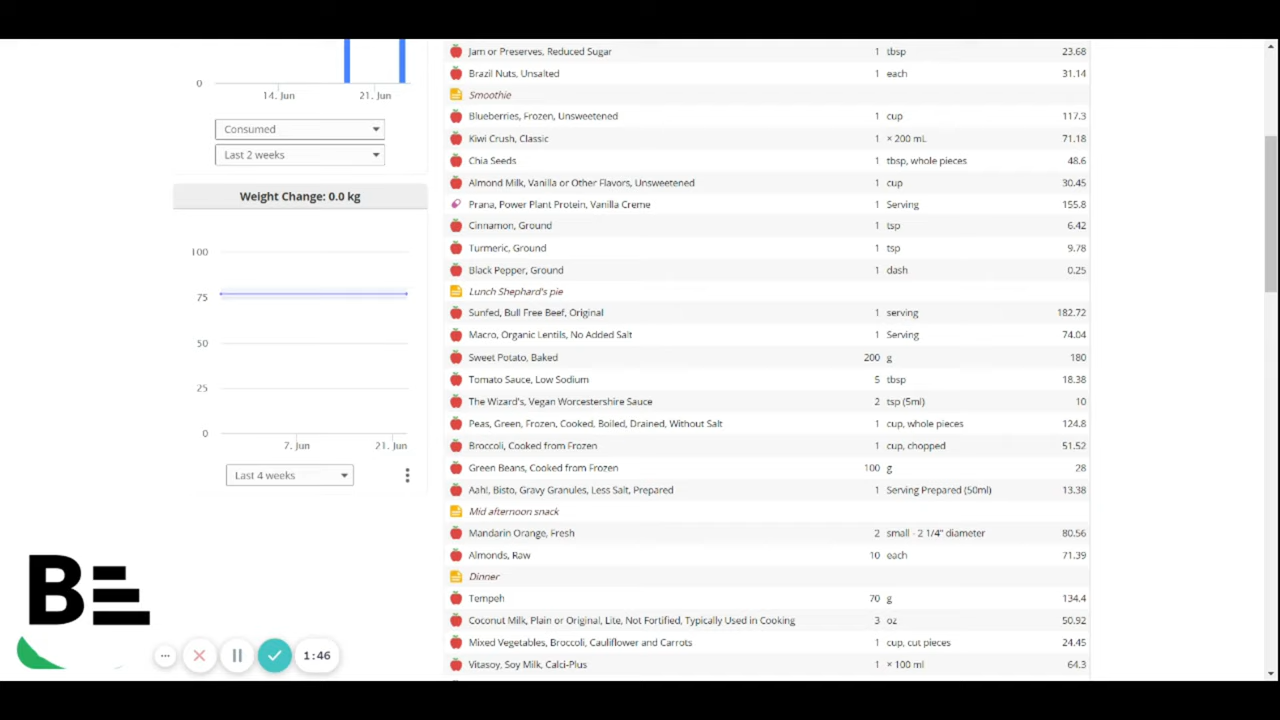 0
14. Jun 21. Jun
Consumed
Last 2 weeks
Weight Change: 0.0 kg
100
75
50
25
0
7. Jun 21. Jun
Last 4 weeks
Jam or Preserves, Reduced Sugar 1 tbsp 23.68
Brazil Nuts, Unsalted 1 each 31.14
Smoothie
Blueberries, Frozen, Unsweetened 1 cup 117.3
Kiwi Crush, Classic 1 × 200 mL 71.18
Chia Seeds 1 tbsp, whole pieces 48.6
Almond Milk, Vanilla or Other Flavors, Unsweetened 1 cup 30.45
Prana, Power Plant Protein, Vanilla Creme 1 Serving 155.8
Cinnamon, Ground 1 tsp 6.42
Turmeric, Ground 1 tsp 9.78
Black Pepper, Ground 1 dash 0.25
Lunch Shephard's pie
Sunfed, Bull Free Beef, Original 1 serving 182.72
Macro, Organic Lentils, No Added Salt 1 Serving 74.04
Sweet Potato, Baked 200 g 180
Tomato Sauce, Low Sodium 5 tbsp 18.38
The Wizard's, Vegan Worcestershire Sauce 2 tsp (5ml) 10
Peas, Green, Frozen, Cooked, Boiled, Drained, Without Salt 1 cup, whole pieces 124.8
Broccoli, Cooked from Frozen 1 cup, chopped 51.52
Green Beans, Cooked from Frozen 100 g 28
Aah!, Bisto, Gravy Granules, Less Salt, Prepared 1 Serving Prepared (50ml) 13.38
Mid afternoon snack
Mandarin Orange, Fresh 2 small - 2 1/4" diameter 80.56
Almonds, Raw 10 each 71.39
Dinner
Tempeh 70 g 134.4
Coconut Milk, Plain or Original, Lite, Not Fortified, Typically Used in Cooking 3 oz 50.92
Mixed Vegetables, Broccoli, Cauliflower and Carrots 1 cup, cut pieces 24.45
Vitasoy, Soy Milk, Calci-Plus 1 × 100 ml 64.3
BE
1:46